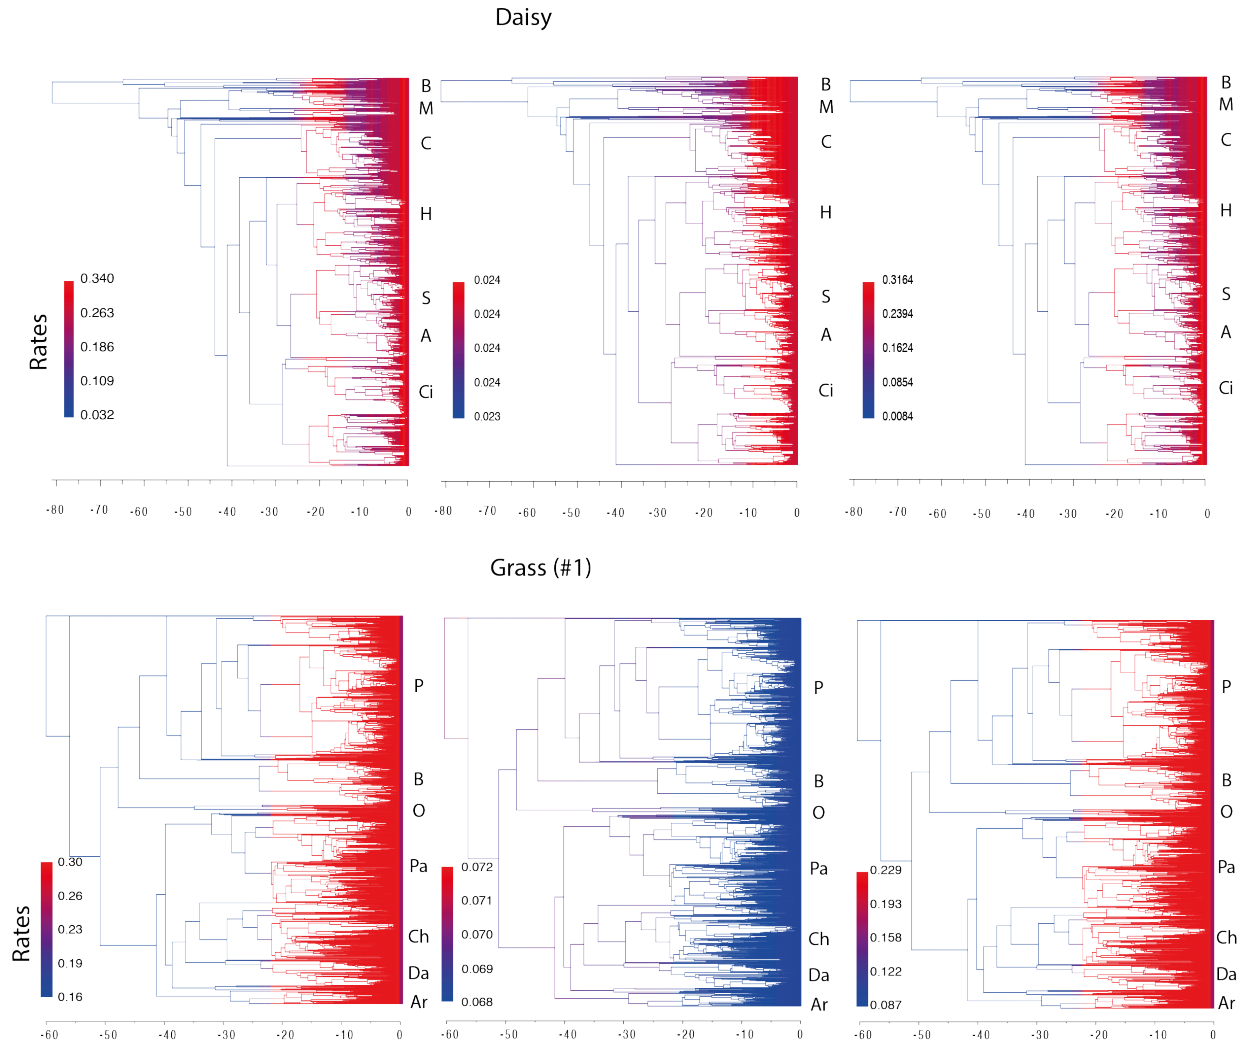 Daisy
B
M
C
H
S
A
Ci
Rates
0.340
0.263
0.186
0.109
0.032
-80 -70 -60 -50 -40 -30 -20 -10 0
B
M
C
H
S
A
Ci
0.024
0.024
0.024
0.024
0.023
-80 -70 -60 -50 -40 -30 -20 -10 0
B
M
C
H
S
A
Ci
0.3164
0.2394
0.1624
0.0854
0.0084
-80 -70 -60 -50 -40 -30 -20 -10 0
Grass (#1)
P
B
O
Pa
Ch
Da
Ar
Rates
0.30
0.26
0.23
0.19
0.16
-60 -50 -40 -30 -20 -10 0
P
B
O
Pa
Ch
Da
Ar
0.072
0.071
0.070
0.069
0.068
-60 -50 -40 -30 -20 -10 0
P
B
O
Pa
Ch
Da
Ar
0.229
0.193
0.158
0.122
0.087
-60 -50 -40 -30 -20 -10 0